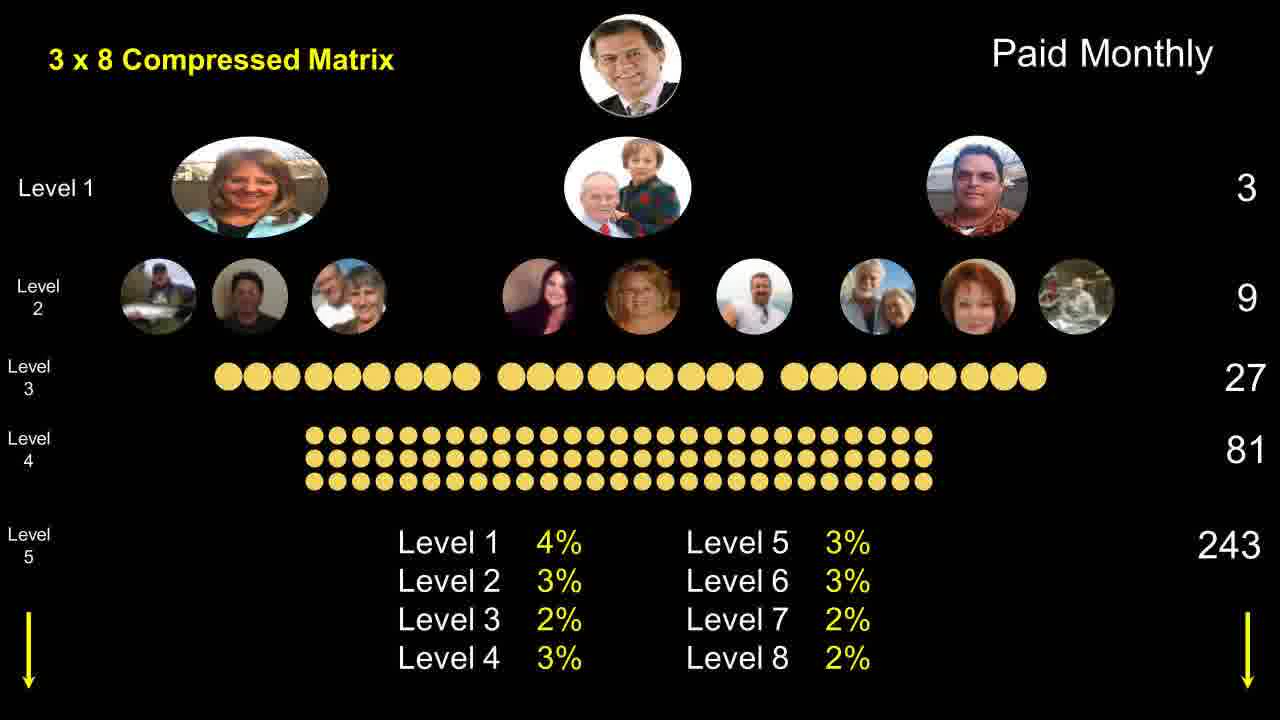 3 x 8 Compressed Matrix
Paid Monthly
Level 1
3
Level
2
9
Level
3
27
Level
4
81
Level
5
243
Level 1 4% Level 5 3%
Level 2 3% Level 6 3%
Level 3 2% Level 7 2%
Level 4 3% Level 8 2%